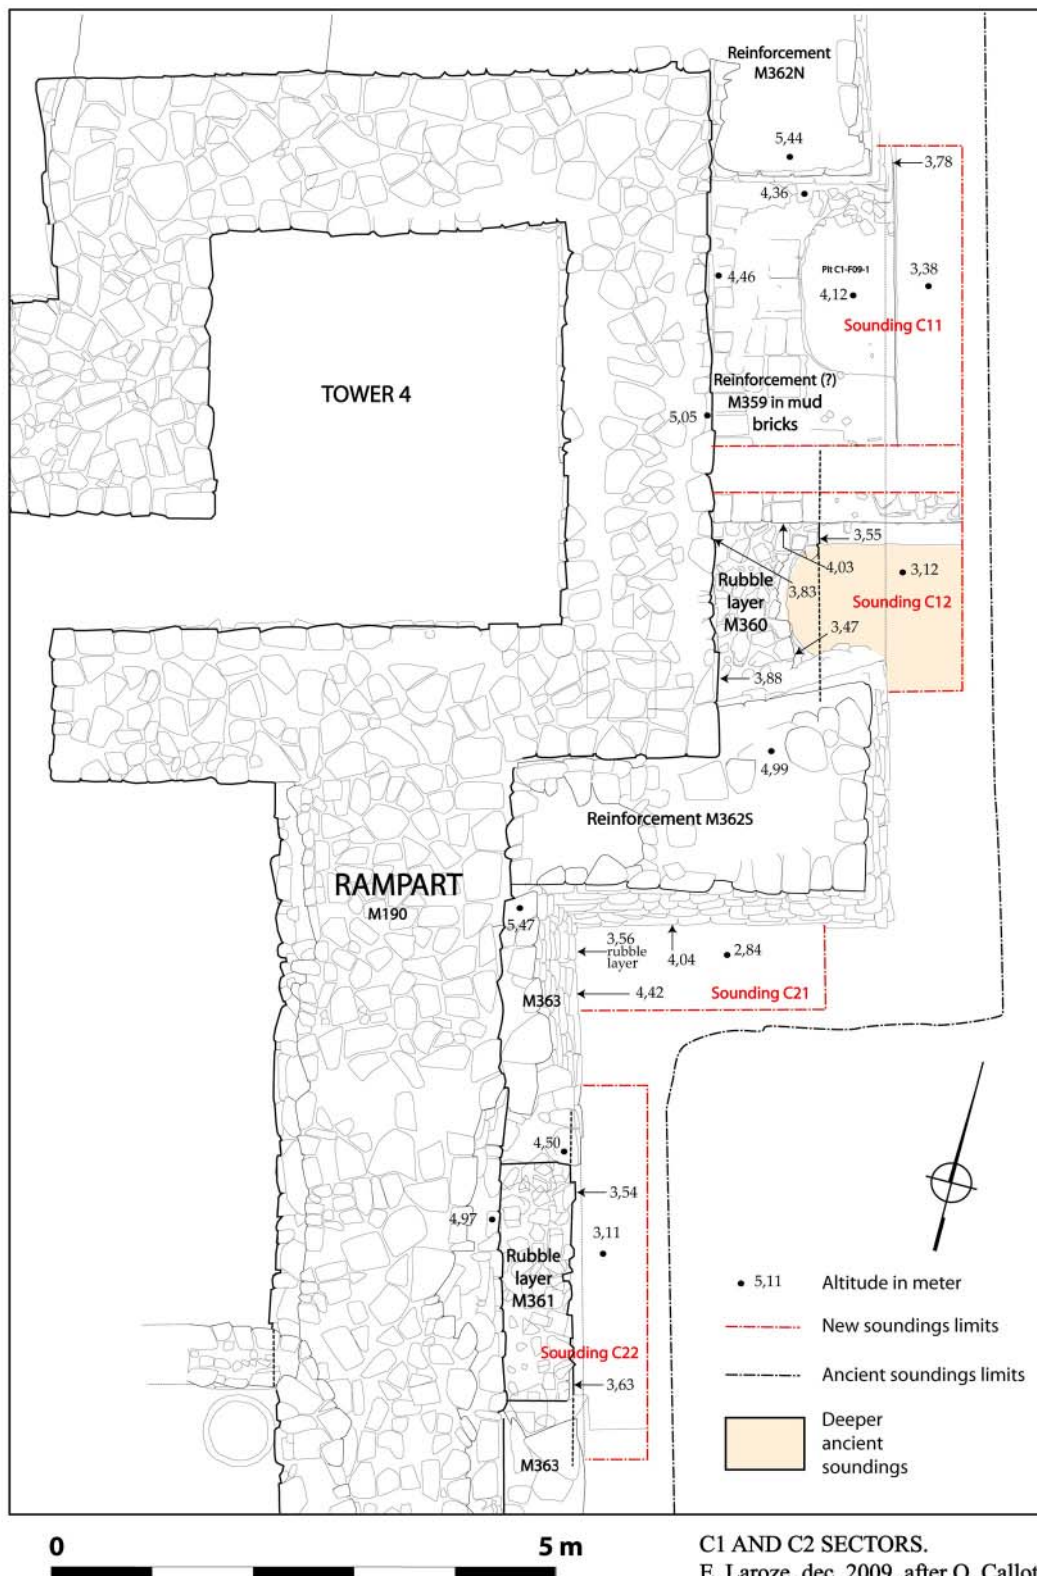 Reinforcement
M362N
5,44
3,78
4,36
Pit C1-F09-1
3,38
4,46
4,12
Sounding C11
TOWER 4
Reinforcement (?)
M359 in mud
bricks
5,05
3,55
4,03
3,12
Rubble
layer
M360
3,83
Sounding C12
3,47
3,88
4,99
Reinforcement M362S
RAMPART
M190
5,47
3,56
rubble
layer
4,04
2,84
M363
4,42
Sounding C21
4,50
3,54
4,97
3,11
Rubble
layer
M361
5,11
Altitude in meter
New soundings limits
Sounding C22
3,63
Ancient soundings limits
Deeper
ancient
soundings
M363
0
5 m
C1 AND C2 SECTORS.
E. Laroze, dec. 2009, after O. Callot